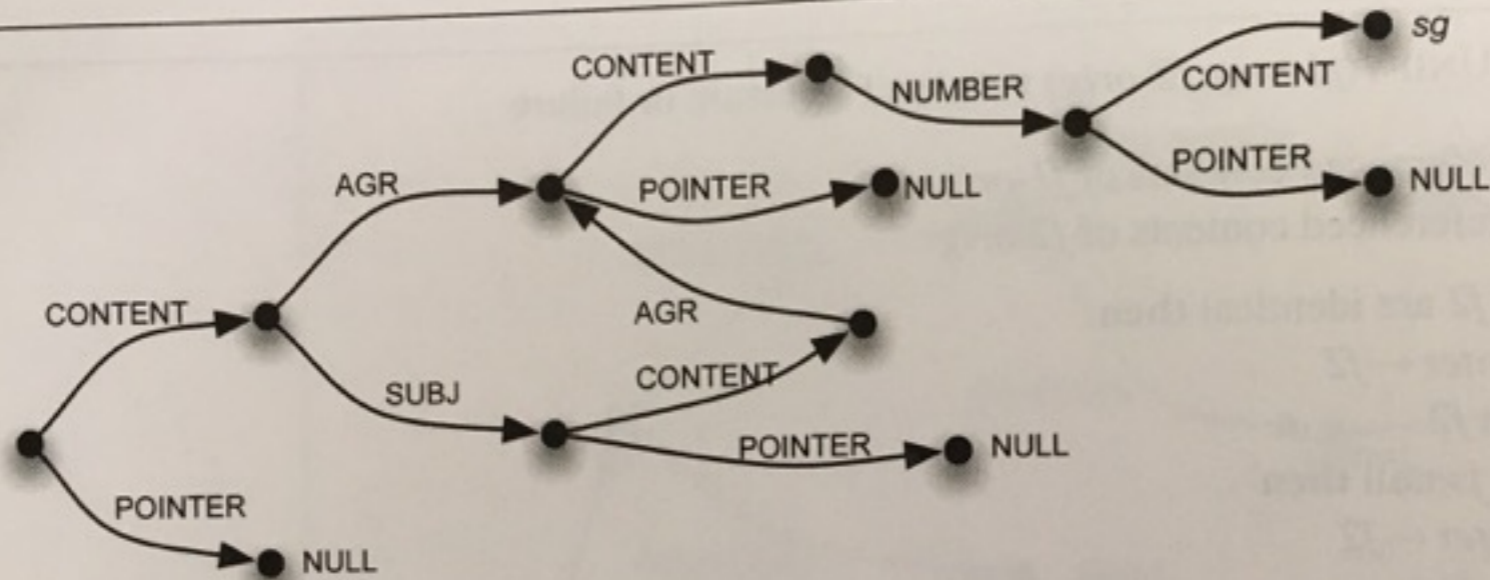 sg
CONTENT
CONTENT
NUMBER
POINTER
NULL
AGR
POINTER
NULL
CONTENT
AGR
SUBJ
CONTENT
POINTER
NULL
POINTER
NULL